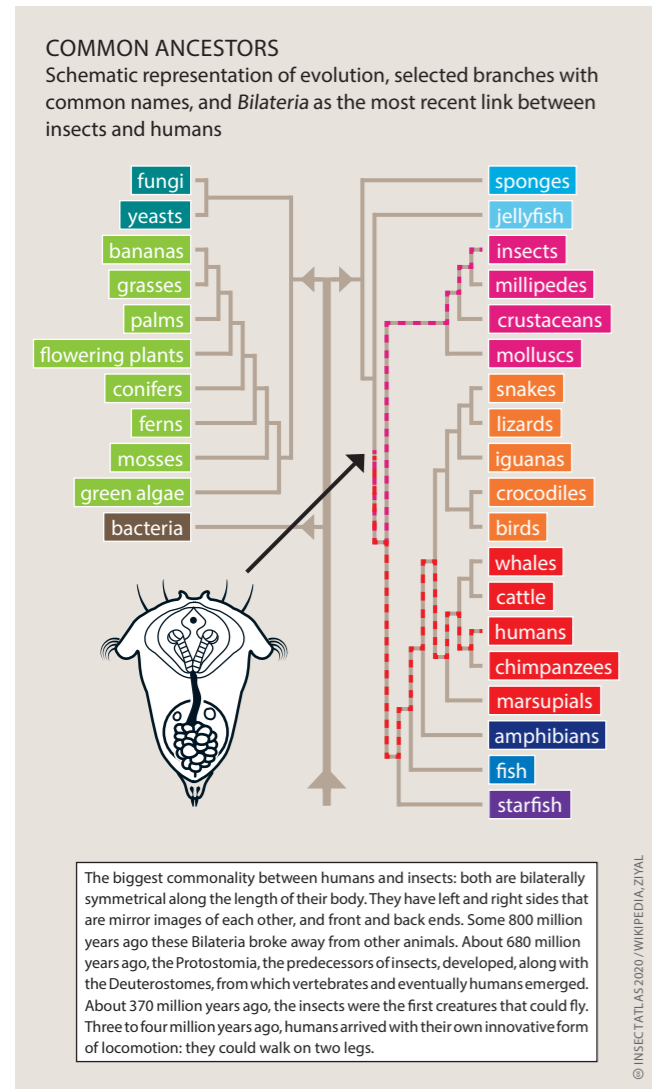 COMMON ANCESTORS
Schematic representation of evolution, selected branches with
common names, and Bilateria as the most recent link between
insects and humans
fungi
yeasts
bananas
grasses
palms
flowering plants
conifers
ferns
mosses
green algae
bacteria
sponges
jellyfish
insects
millipedes
crustaceans
molluscs
snakes
lizards
iguanas
crocodiles
birds
whales
cattle
humans
chimpanzees
marsupials
amphibians
fish
starfish
The biggest commonality between humans and insects: both are bilaterally
symmetrical along the length of their body. They have left and right sides that
are mirror images of each other, and front and back ends. Some 800 million
years ago these Bilateria broke away from other animals. About 680 million
years ago, the Protostomia, the predecessors of insects, developed, along with
the Deuterostomes, from which vertebrates and eventually humans emerged.
About 370 million years ago, the insects were the first creatures that could fly.
Three to four million years ago, humans arrived with their own innovative form
of locomotion: they could walk on two legs.
INSECT ATLAS 2020 / WIKIPEDIA, ZIYAL